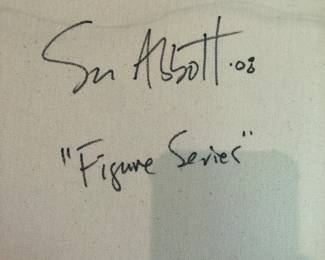 Su Abbott .08
"Figure Series"